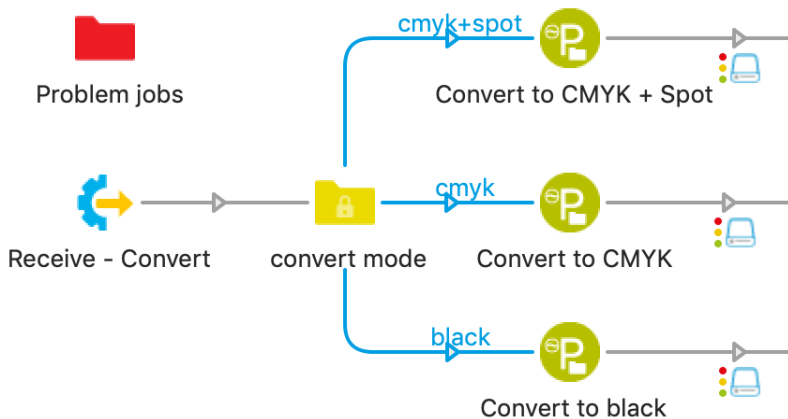 cmyk+spot
Problem jobs
Convert to CMYK + Spot
cmyk
Receive - Convert
convert mode
Convert to CMYK
black
Convert to black